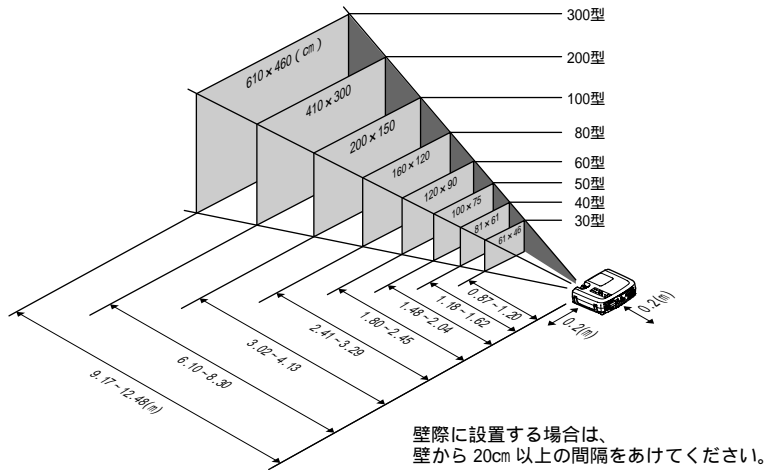 300型
200型
100型
80型
60型
50型
40型
30型
610×460(㎝)
410×300
200×150
160×120
120×90
100×75
81×61
61×46
0.87~1.20
1.18~1.62
1.48~2.04
1.80~2.45
2.41~3.29
3.02~4.13
6.10~8.30
9.17~12.48(m)
0.2(m)
0.2(m)
壁際に設置する場合は、
壁から 20㎝ 以上の間隔をあけてください。